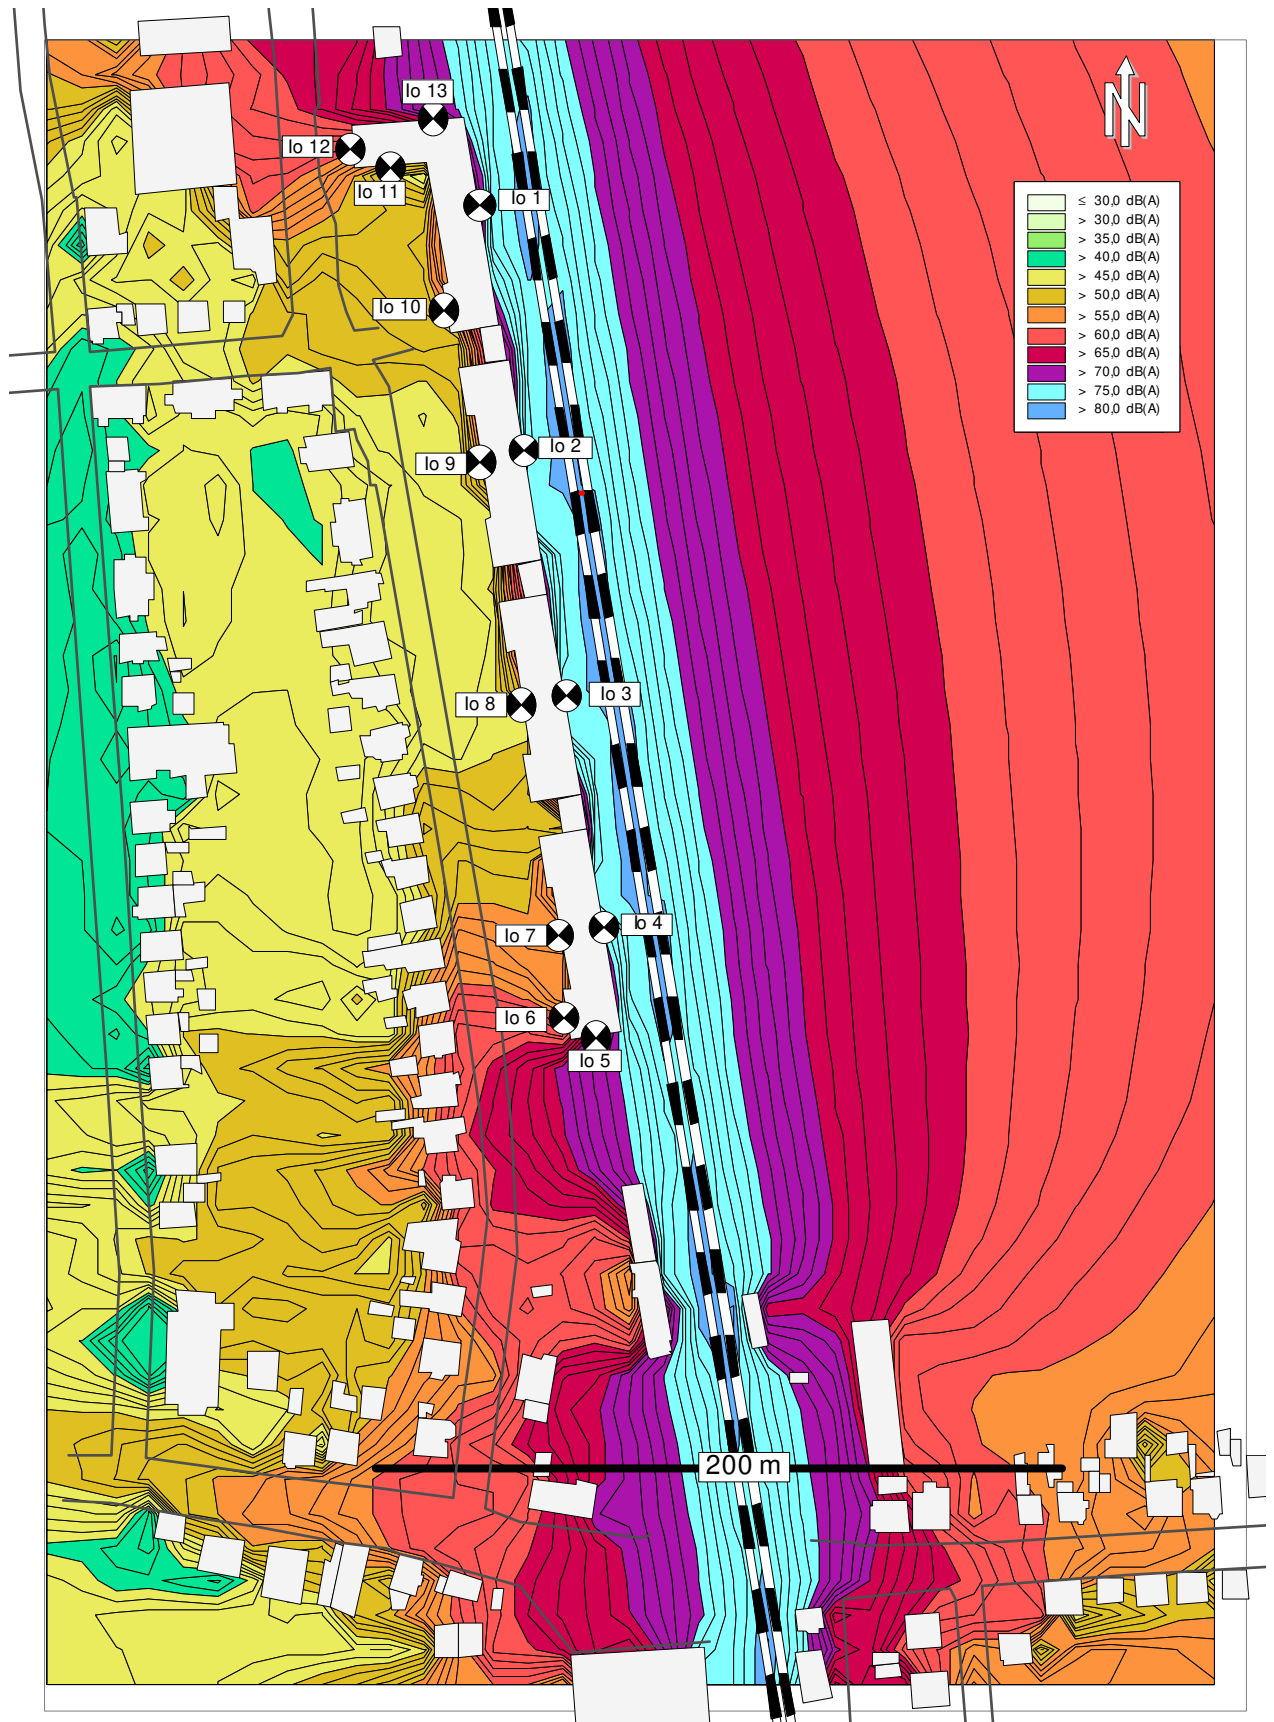 Io 13
Io 12
Io 11
Io 1
≤ 30,0 dB(A)
> 30,0 dB(A)
> 35,0 dB(A)
> 40,0 dB(A)
> 45,0 dB(A)
> 50,0 dB(A)
> 55,0 dB(A)
> 60,0 dB(A)
> 65,0 dB(A)
> 70,0 dB(A)
> 75,0 dB(A)
> 80,0 dB(A)
Io 10
Io 2
Io 9
Io 3
Io 8
Io 4
Io 7
Io 6
Io 5
200 m